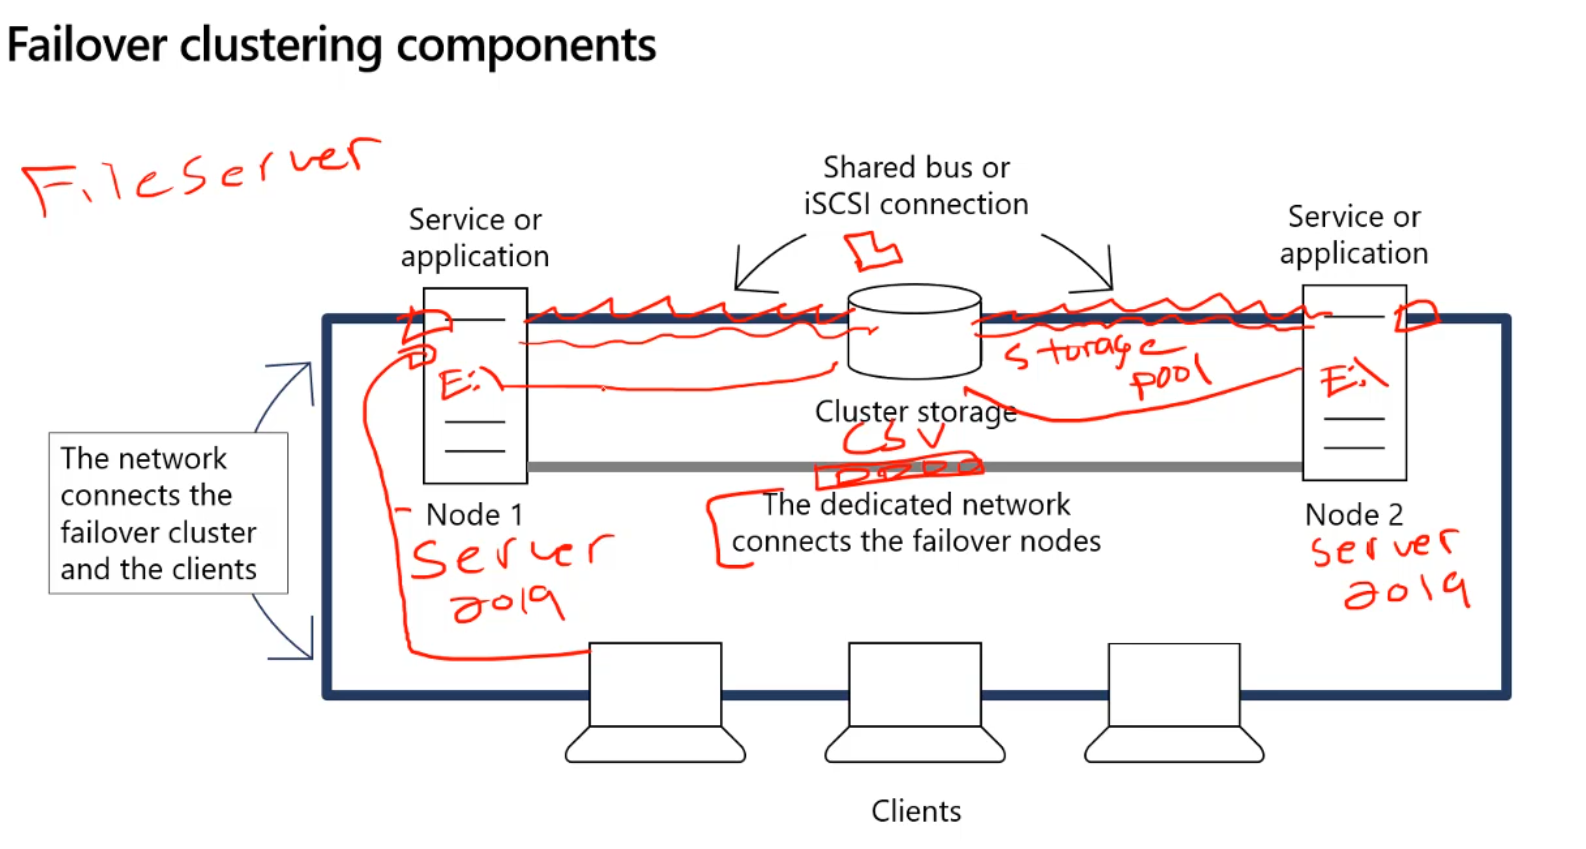 Failover clustering components
FileServer
Shared bus or
iSCSI connection
Service or
application
Service or
application
Storage
pool
E:\
E:\
Cluster storage
CSV
The network
connects the
failover cluster
and the clients
The dedicated network
connects the failover nodes
Node 1
Server
2019
Node 2
Server
2019
Clients